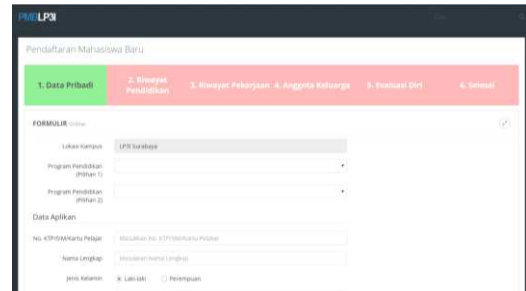 PMBLP3I
Pendaftaran Mahasiswa Baru
1. Data Pribadi
2. Riwayat Pendidikan
3. Riwayat Pekerjaan
4. Anggota Keluarga
5. Evaluasi Diri
6. Selesai
FORMULIR Online
Lokasi Kampus
LP3I Surabaya
Program Pendidikan
(Pilihan 1)
Program Pendidikan
(Pilihan 2)
Data Aplikan
No. KTP/SIM/Kartu Pelajar
Masukkan No. KTP/SIM/Kartu Pelajar
Nama Lengkap
Masukkan Nama Lengkap
Jenis Kelamin
Laki-laki
Perempuan